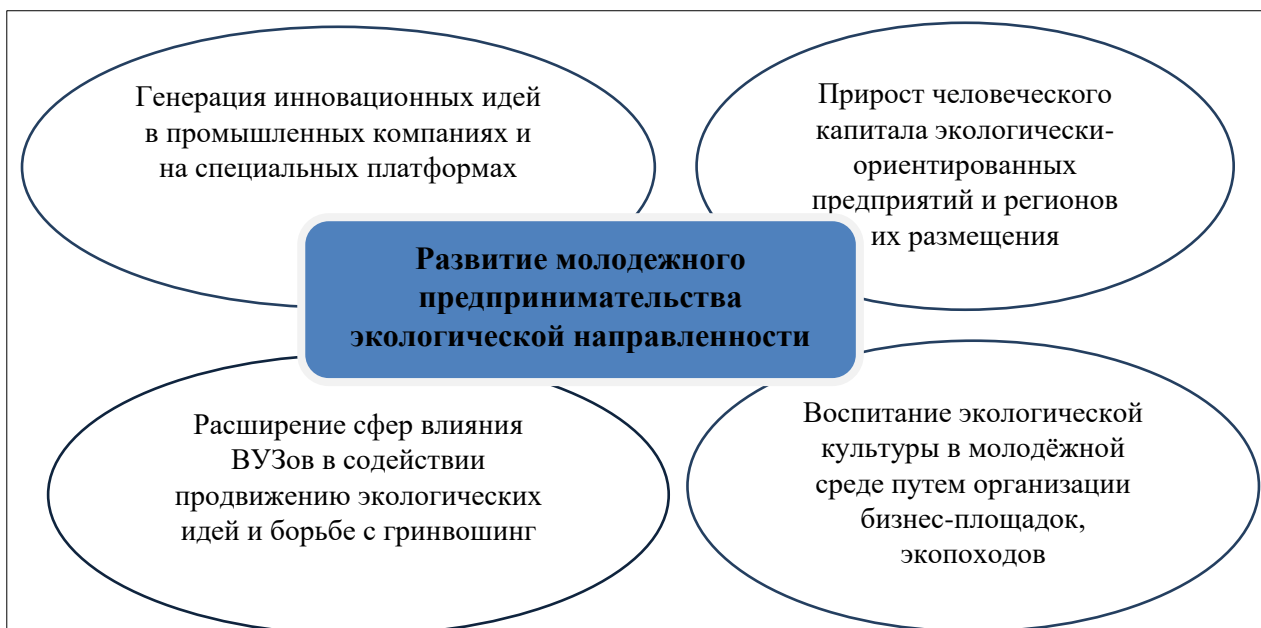 Генерация инновационных идей
в промышленных компаниях и
на специальных платформах
Прирост человеческого
капитала экологически-
ориентированных
предприятий и регионов
их размещения
Развитие молодежного
предпринимательства
экологической направленности
Расширение сфер влияния
ВУЗов в содействии
продвижению экологических
идей и борьбе с гринвошинг
Воспитание экологической
культуры в молодёжной
среде путем организации
бизнес-площадок,
экопоходов